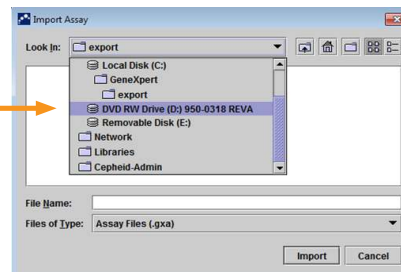 Import Assay
Look In: export
Local Disk (C:)
GeneXpert
export
DVD RW Drive (D:) 950-0318 REVA
Removable Disk (E:)
Network
Libraries
Cepheid-Admin
File Name:
Files of Type: Assay Files (.gxa)
Import Cancel